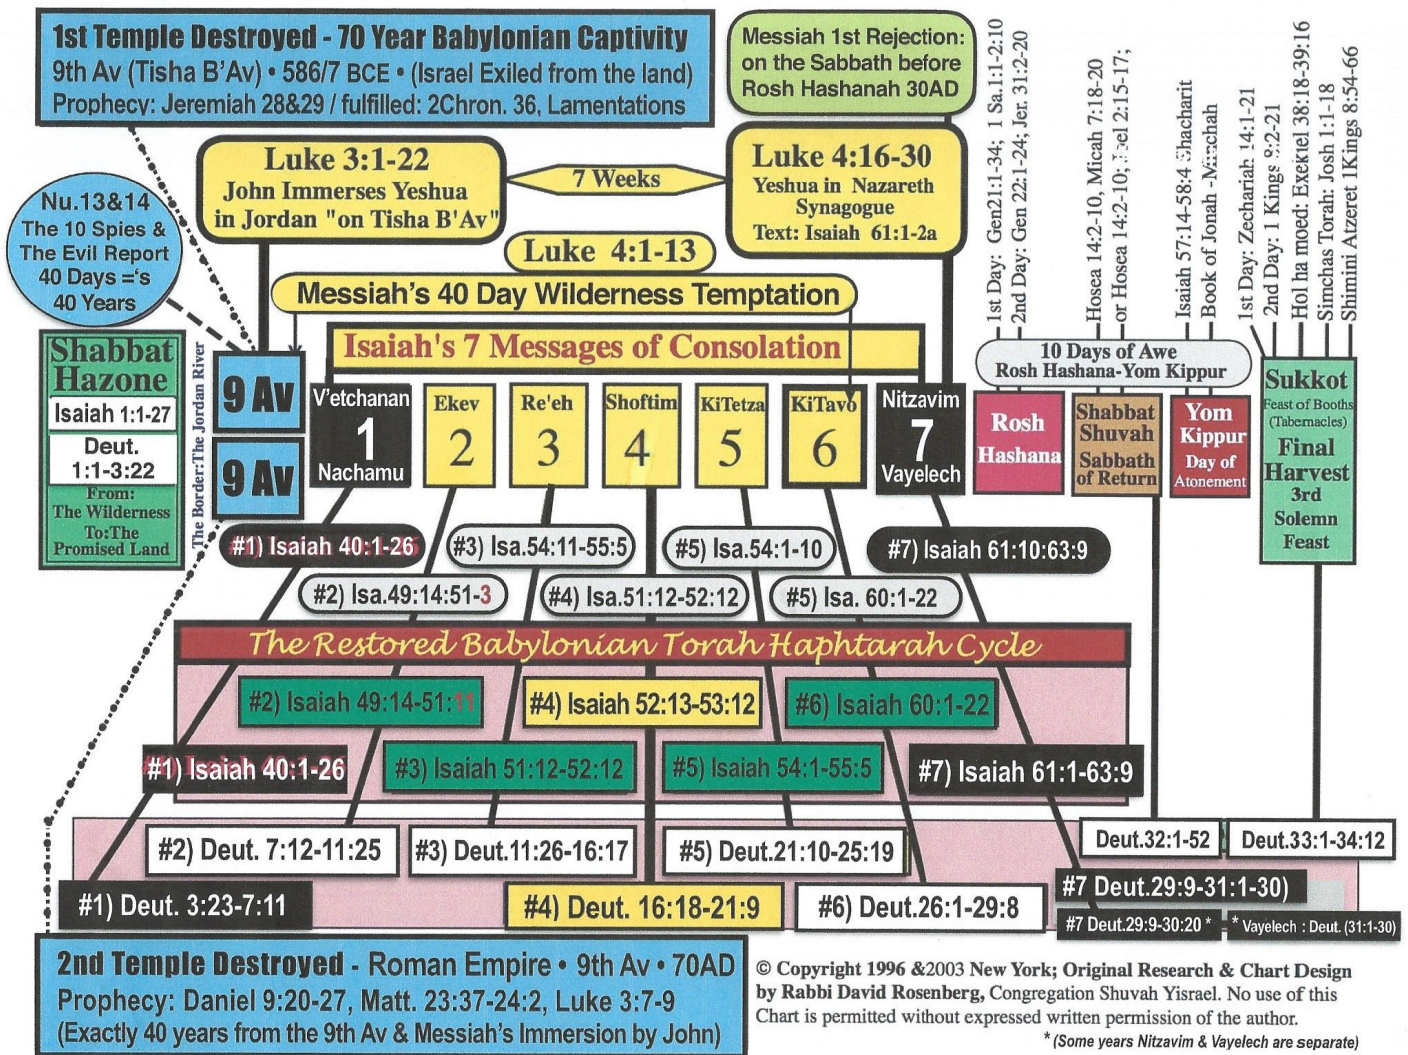 1st Temple Destroyed - 70 Year Babylonian Captivity
9th Av (Tisha B'Av) • 586/7 BCE • (Israel Exiled from the land)
Prophecy: Jeremiah 28&29 / fulfilled: 2Chron. 36, Lamentations
Messiah 1st Rejection:
on the Sabbath before
Rosh Hashanah 30AD
Luke 3:1-22
John Immerses Yeshua
in Jordan "on Tisha B'Av"
7 Weeks
Luke 4:16-30
Yeshua in Nazareth
Synagogue
Text: Isaiah 61:1-2a
Nu.13&14
The 10 Spies &
The Evil Report
40 Days ='s
40 Years
Luke 4:1-13
Messiah's 40 Day Wilderness Temptation
Isaiah's 7 Messages of Consolation
1st Day: Gen21:1-34; 1 Sa.1:1-2:10
2nd Day: Gen 22:1-24; Jer. 31:2-20
Hosea 14:2-10, Micah 7:18-20
or Hosea 14:2-10; Joel 2:15-17;
Isaiah 57:14-58:4 Shacharit
Book of Jonah -Minchah
1st Day: Zechariah 14:1-21
2nd Day: 1 Kings 8:2-21
Hol ha moed: Exekiel 38:18-39:16
Simchas Torah: Josh 1:1-18
Shimini Atzeret 1Kings 8:54-66
Shabbat
Hazone
Isaiah 1:1-27
Deut.
1:1-3:22
From:
The Wilderness
To:The
Promised Land
The Border:The Jordan River
9 Av
9 Av
V'etchanan
1
Nachamu
Ekev
2
Re'eh
3
Shoftim
4
KiTetza
5
KiTavo
6
Nitzavim
7
Vayelech
10 Days of Awe
Rosh Hashana-Yom Kippur
Rosh
Hashana
Shabbat
Shuvah
Sabbath
of Return
Yom
Kippur
Day of
Atonement
Sukkot
Feast of Booths
(Tabernacles)
Final
Harvest
3rd
Solemn
Feast
#1) Isaiah 40:1-26
#3) Isa.54:11-55:5
#5) Isa.54:1-10
#7) Isaiah 61:10:63:9
#2) Isa.49:14:51-3
#4) Isa.51:12-52:12
#5) Isa. 60:1-22
The Restored Babylonian Torah Haphtarah Cycle
#2) Isaiah 49:14-51:11
#4) Isaiah 52:13-53:12
#6) Isaiah 60:1-22
#1) Isaiah 40:1-26
#3) Isaiah 51:12-52:12
#5) Isaiah 54:1-55:5
#7) Isaiah 61:1-63:9
Deut.32:1-52
Deut.33:1-34:12
#2) Deut. 7:12-11:25
#3) Deut.11:26-16:17
#5) Deut.21:10-25:19
#7 Deut.29:9-31:1-30)
#1) Deut. 3:23-7:11
#4) Deut. 16:18-21:9
#6) Deut.26:1-29:8
#7 Deut.29:9-30:20 *
* Vayelech : Deut. (31:1-30)
2nd Temple Destroyed - Roman Empire • 9th Av • 70AD
Prophecy: Daniel 9:20-27, Matt. 23:37-24:2, Luke 3:7-9
(Exactly 40 years from the 9th Av & Messiah's Immersion by John)
© Copyright 1996 &2003 New York; Original Research & Chart Design
by Rabbi David Rosenberg, Congregation Shuvah Yisrael. No use of this
Chart is permitted without expressed written permission of the author.
* (Some years Nitzavim & Vayelech are separate)